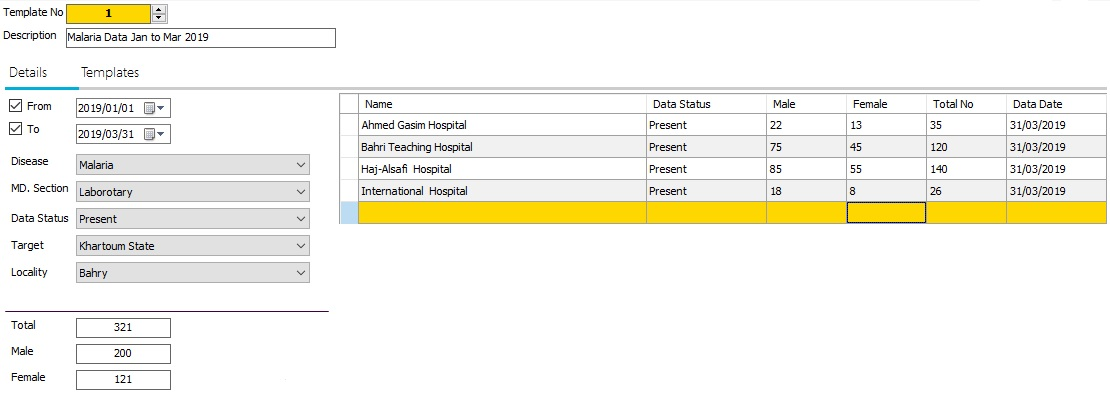 Template No 1
Description Malaria Data Jan to Mar 2019
Details Templates
From 2019/01/01
To 2019/03/31
Disease Malaria
MD. Section Laborotary
Data Status Present
Target Khartoum State
Locality Bahry
Total 321
Male 200
Female 121
Name Data Status Male Female Total No Data Date
Ahmed Gasim Hospital Present 22 13 35 31/03/2019
Bahri Teaching Hospital Present 75 45 120 31/03/2019
Haj-Alsafi Hospital Present 85 55 140 31/03/2019
International Hospital Present 18 8 26 31/03/2019